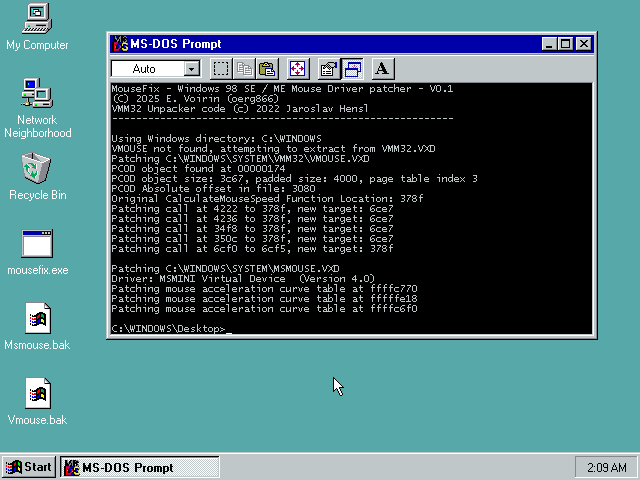 My Computer
Network
Neighborhood
Recycle Bin
mousefix.exe
Msmouse.bak
Vmouse.bak
MS-DOS Prompt
Auto
A
MouseFix - Windows 98 SE / ME Mouse Driver patcher - V0.1
(C) 2025 E. Voirin (oerg866)
VMM32 Unpacker code (c) 2022 Jaroslav Hensl
---------------------------------------------------------
Using Windows directory: C:\WINDOWS
VMOUSE not found, attempting to extract from VMM32.VXD
Patching C:\WINDOWS\SYSTEM\VMM32\VMOUSE.VXD
PCOD object found at 00000174
PCOD object size: 3c67, padded size: 4000, page table index 3
PCOD Absolute offset in file: 3080
Original CalculateMouseSpeed Function Location: 378f
Patching call at 4222 to 378f, new target: 6ce7
Patching call at 4236 to 378f, new target: 6ce7
Patching call at 34f8 to 378f, new target: 6ce7
Patching call at 350c to 378f, new target: 6ce7
Patching call at 6cf0 to 6cf5, new target: 378f
Patching C:\WINDOWS\SYSTEM\MSMOUSE.VXD
Driver: MSMINI Virtual Device  (Version 4.0)
Patching mouse acceleration curve table at ffffc770
Patching mouse acceleration curve table at fffffe18
Patching mouse acceleration curve table at ffffc6f0
C:\WINDOWS\Desktop>_
Start
MS-DOS Prompt
2:09 AM